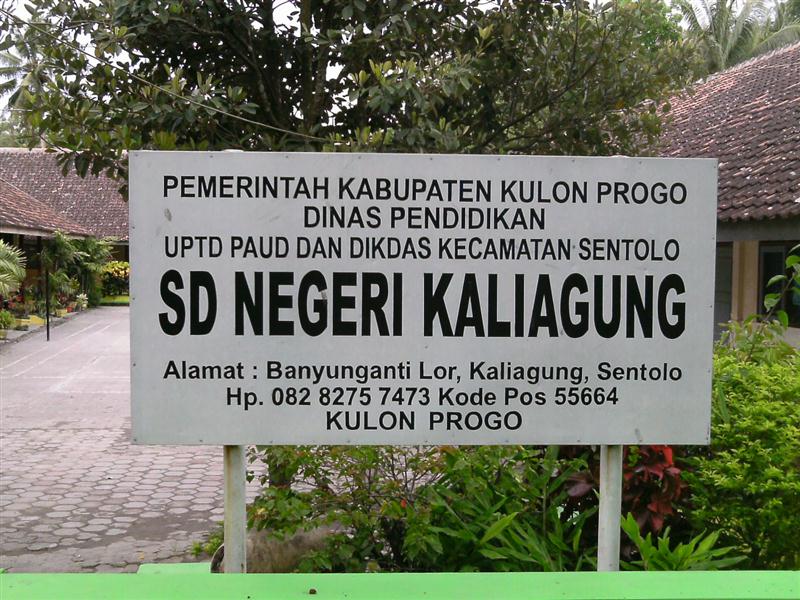 PEMERINTAH KABUPATEN KULON PROGO
DINAS PENDIDIKAN
UPTD PAUD DAN DIKDAS KECAMATAN SENTOLO
SD NEGERI KALIAGUNG
Alamat : Banyunganti Lor, Kaliagung, Sentolo
Hp. 082 8275 7473 Kode Pos 55664
KULON PROGO